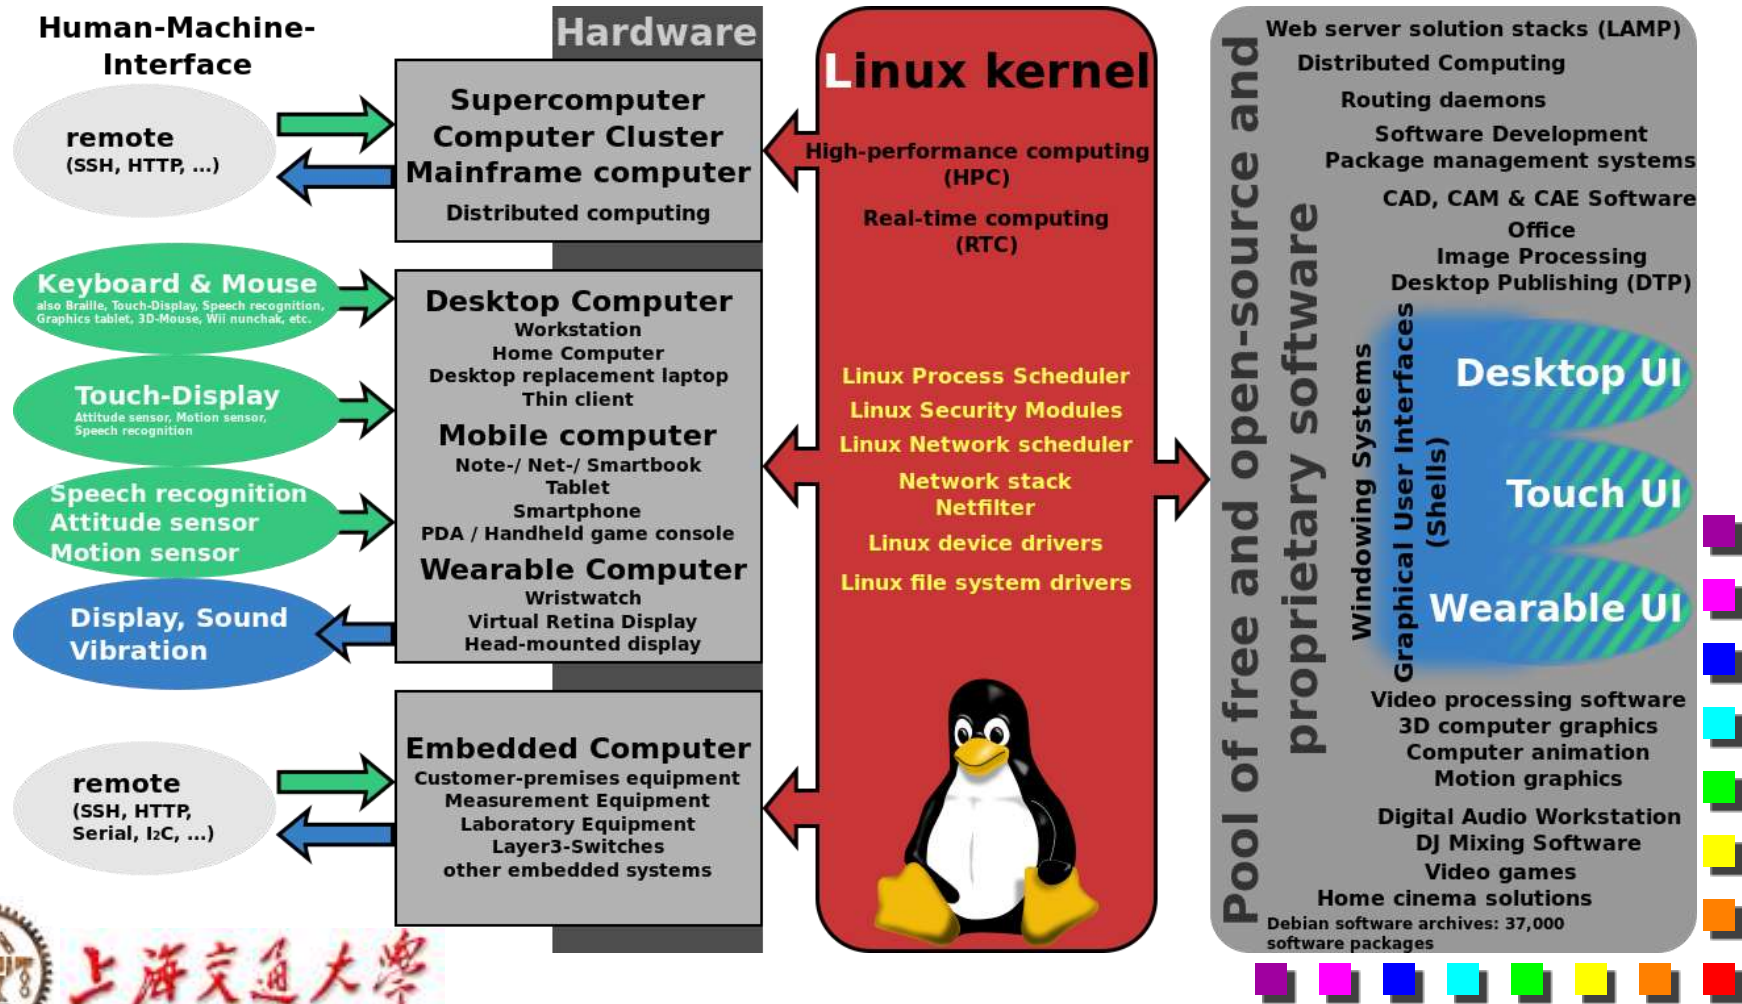 Human-Machine-
Interface
remote
(SSH, HTTP, ...)
Keyboard & Mouse
also Braille, Touch-Display, Speech recognition,
Graphics tablet, 3D-Mouse, Wii nunchak, etc.
Touch-Display
Attitude sensor, Motion sensor,
Speech recognition
Speech recognition
Attitude sensor
Motion sensor
Display, Sound
Vibration
remote
(SSH, HTTP,
Serial, I2C, ...)
Hardware
Supercomputer
Computer Cluster
Mainframe computer
Distributed computing
Desktop Computer
Workstation
Home Computer
Desktop replacement laptop
Thin client
Mobile computer
Note-/ Net-/ Smartbook
Tablet
Smartphone
PDA / Handheld game console
Wearable Computer
Wristwatch
Virtual Retina Display
Head-mounted display
Embedded Computer
Customer-premises equipment
Measurement Equipment
Laboratory Equipment
Layer3-Switches
other embedded systems
Linux kernel
High-performance computing
(HPC)
Real-time computing
(RTC)
Linux Process Scheduler
Linux Security Modules
Linux Network scheduler
Network stack
Netfilter
Linux device drivers
Linux file system drivers
Pool of free and open-source and
proprietary software
Web server solution stacks (LAMP)
Distributed Computing
Routing daemons
Software Development
Package management systems
CAD, CAM & CAE Software
Office
Image Processing
Desktop Publishing (DTP)
Windowing Systems
Graphical User Interfaces
(Shells)
Desktop UI
Touch UI
Wearable UI
Video processing software
3D computer graphics
Computer animation
Motion graphics
Digital Audio Workstation
DJ Mixing Software
Video games
Home cinema solutions
Debian software archives: 37,000
software packages
上海交通大學